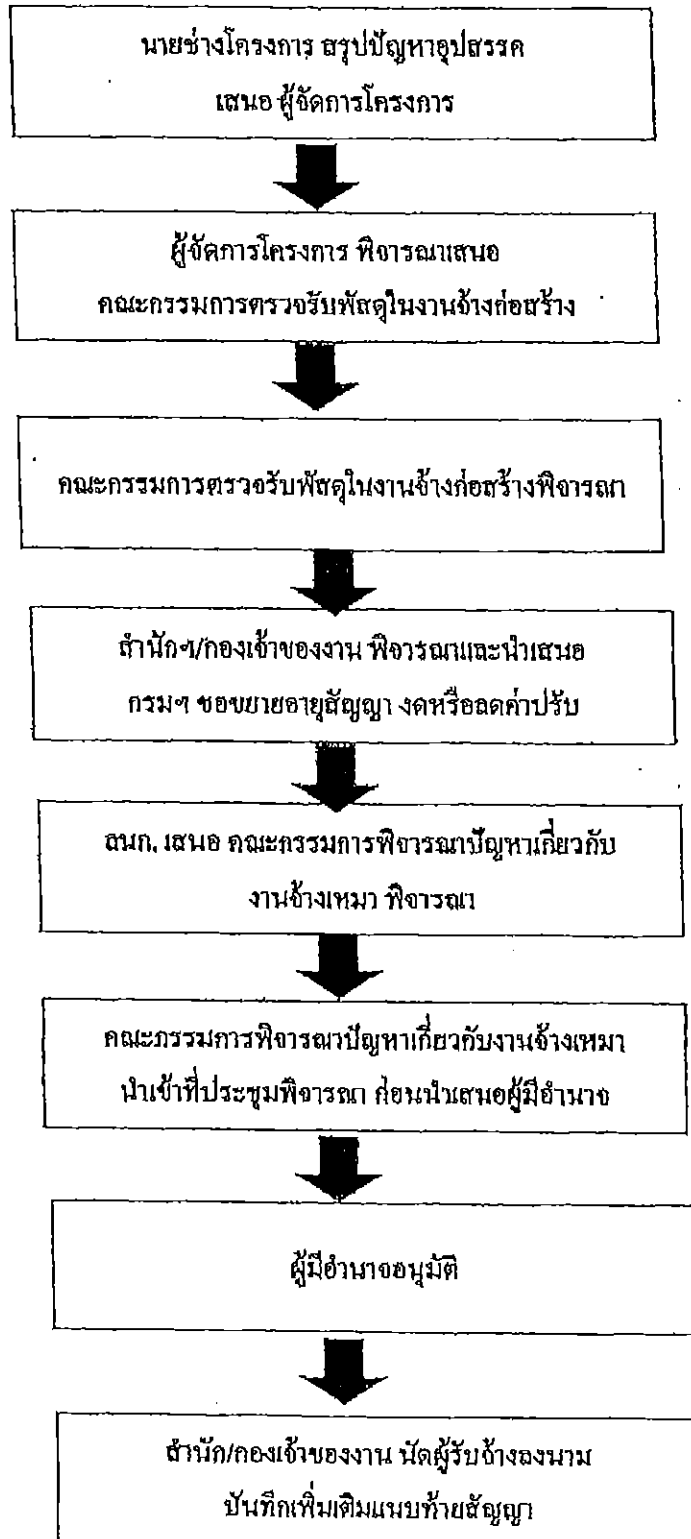 นายช่างโครงการ สรุปปัญหาอุปสรรค
เสนอ ผู้จัดการโครงการ
ผู้จัดการโครงการ พิจารณาเสนอ
คณะกรรมการตรวจรับพัสดุในงานจ้างก่อสร้าง
คณะกรรมการตรวจรับพัสดุในงานจ้างก่อสร้างพิจารณา
สำนักฯ/กองเจ้าของงาน พิจารณาและนำเสนอ
กรมฯ ขอขยายอายุสัญญา งดหรือลดค่าปรับ
ลนก. เสนอ คณะกรรมการพิจารณาปัญหาเกี่ยวกับ
งานจ้างเหมา พิจารณา
คณะกรรมการพิจารณาปัญหาเกี่ยวกับงานจ้างเหมา
นำเข้าที่ประชุมพิจารณา ก่อนนำเสนอผู้มีอำนาจ
ผู้มีอำนาจอนุมัติ
สำนัก/กองเจ้าของงาน นัดผู้รับจ้างลงนาม
บันทึกเพิ่มเติมแนบท้ายสัญญา